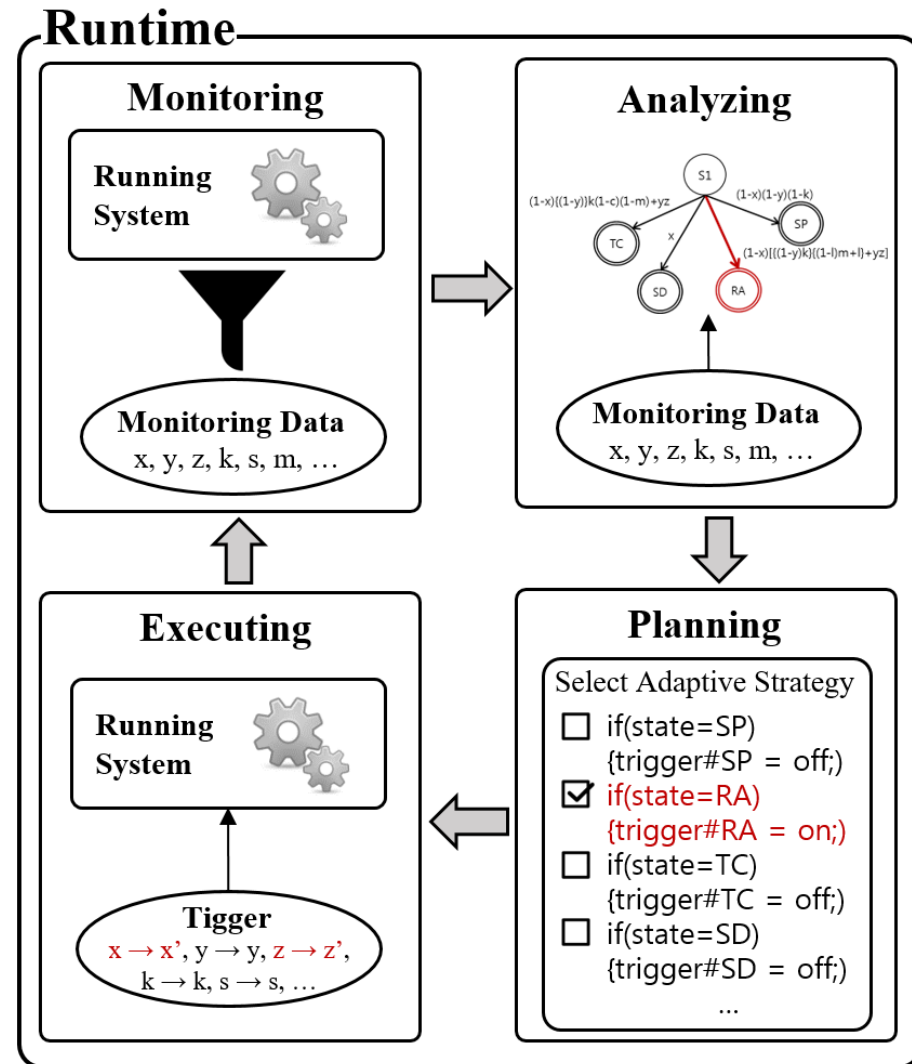 Runtime
Monitoring
Running
System
Monitoring Data
x, y, z, k, s, m, …
Analyzing
S1
(1-x){(1-y)}k(1-c)(1-m)+yz
(1-x)(1-y)(1-k)
TC
x
SP
(1-x)[{(1-y)k}{(1-l)m+l}+yz]
SD
RA
Monitoring Data
x, y, z, k, s, m, …
Executing
Running
System
Tigger
x → x’, y → y, z → z’,
k → k, s → s, …
Planning
Select Adaptive Strategy
if(state=SP)
{trigger#SP = off;)
if(state=RA)
{trigger#RA = on;)
if(state=TC)
{trigger#TC = off;)
if(state=SD)
{trigger#SD = off;)
...